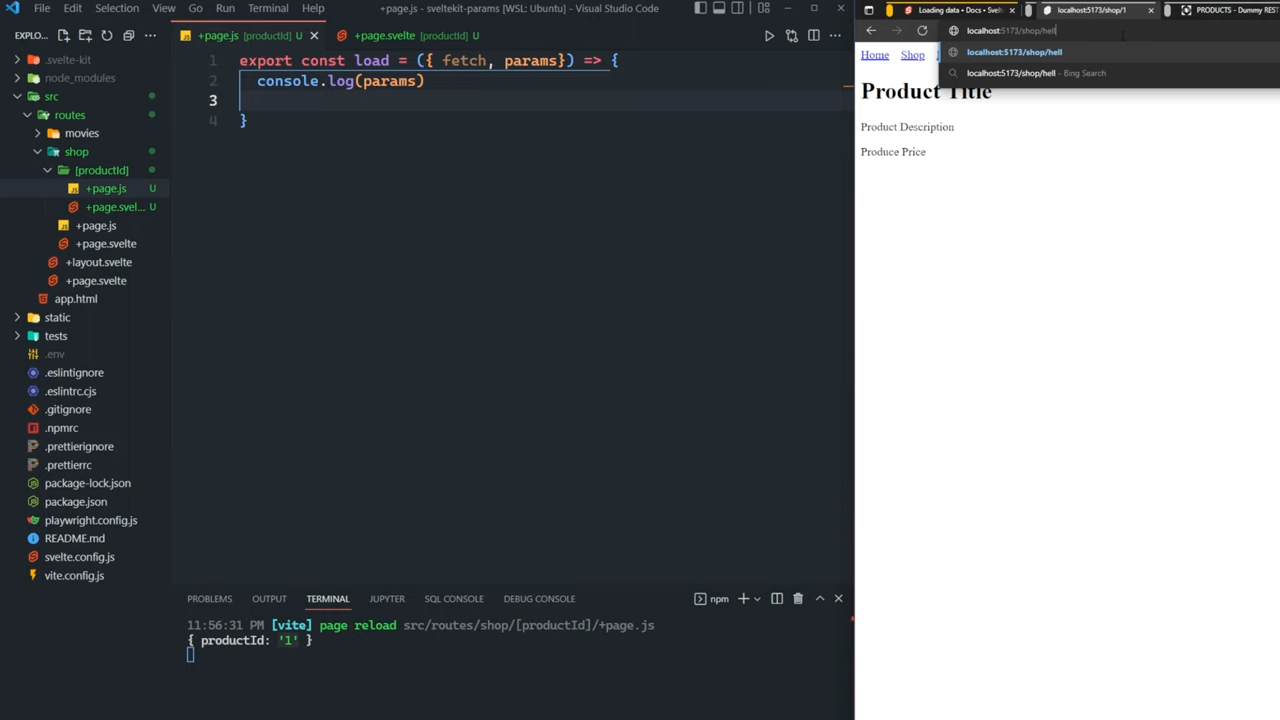 File Edit Selection View Go Run Terminal Help
+page.js - sveltekit-params [WSL: Ubuntu] - Visual Studio Code
EXPLO...
.svelte-kit
node_modules
src
routes
movies
shop
[productId]
+page.js U
+page.svel... U
+page.js
+page.svelte
+layout.svelte
+page.svelte
app.html
static
tests
.env
.eslintignore
.eslintrc.cjs
.gitignore
.npmrc
.prettierignore
.prettierrc
package-lock.json
package.json
playwright.config.js
README.md
svelte.config.js
vite.config.js
+page.js [productId] U
+page.svelte [productId] U
1 export const load = ({ fetch, params}) => {
2 console.log(params)
3
4 }
PROBLEMS OUTPUT TERMINAL JUPYTER SQL CONSOLE DEBUG CONSOLE
npm
11:56:31 PM [vite] page reload src/routes/shop/[productId]/+page.js
{ productId: '1' }
Loading data • Docs • Svelt
localhost:5173/shop/1
PRODUCTS - Dummy REST
localhost:5173/shop/hell
localhost:5173/shop/hell
localhost:5173/shop/hell - Bing Search
Home Shop
Product Title
Product Description
Produce Price